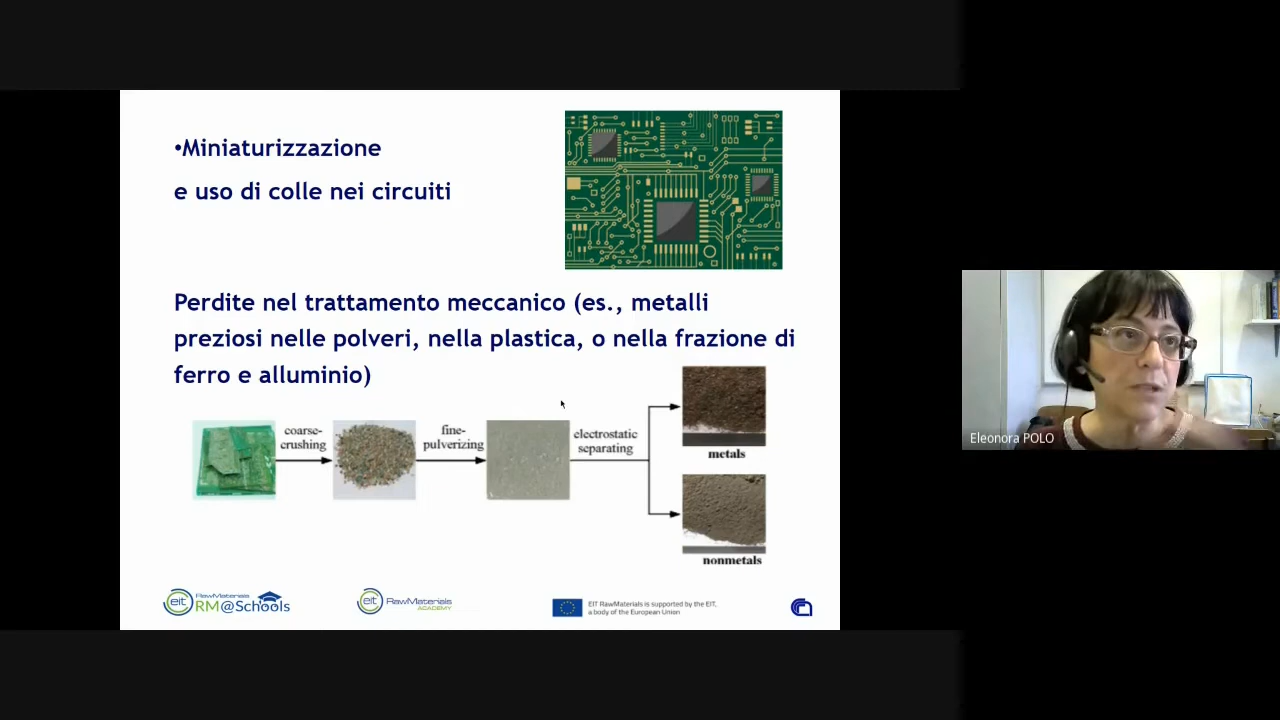 •Miniaturizzazione
e uso di colle nei circuiti
Perdite nel trattamento meccanico (es., metalli
preziosi nelle polveri, nella plastica, o nella frazione di
ferro e alluminio)
coarse-
crushing
fine-
pulverizing
electrostatic
separating
metals
nonmetals
eit RawMaterials
RM@Schools
eit RawMaterials
ACADEMY
EIT RawMaterials is supported by the EIT,
a body of the European Union
Eleonora POLO